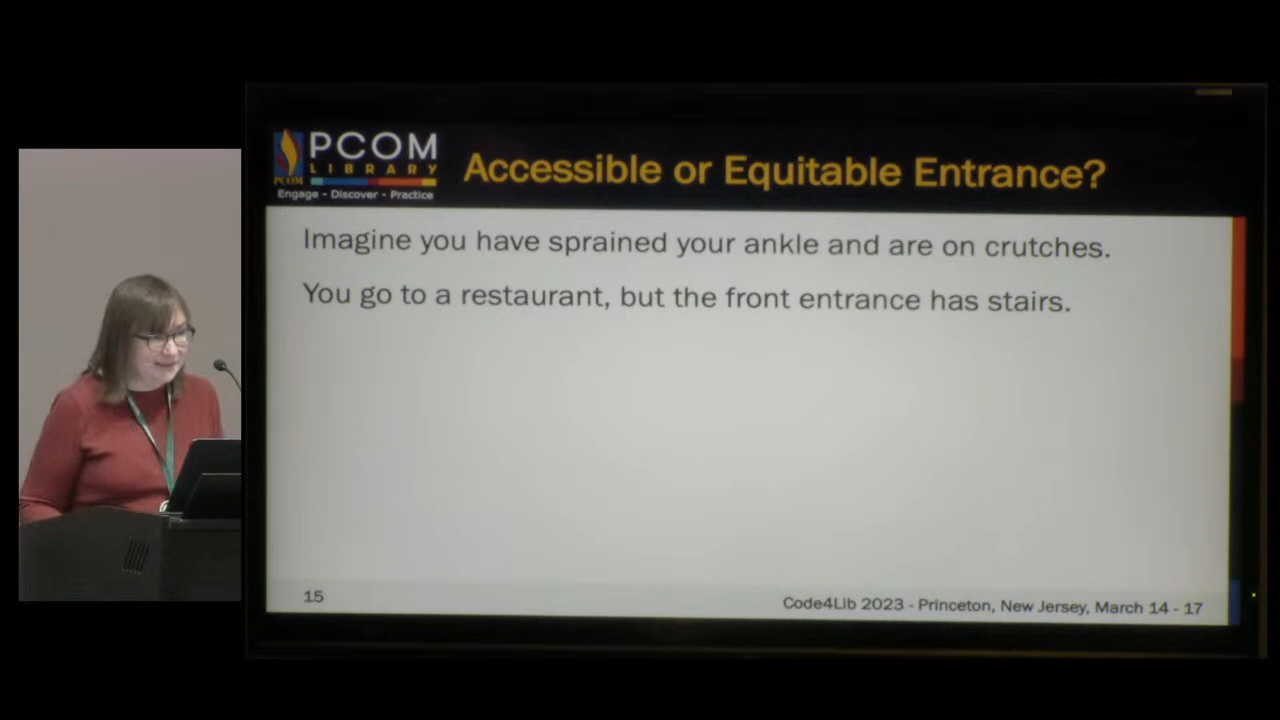 PCOM
LIBRARY
PCOM
Engage - Discover - Practice
Accessible or Equitable Entrance?
Imagine you have sprained your ankle and are on crutches.
You go to a restaurant, but the front entrance has stairs.
15
Code4Lib 2023 - Princeton, New Jersey, March 14 - 17